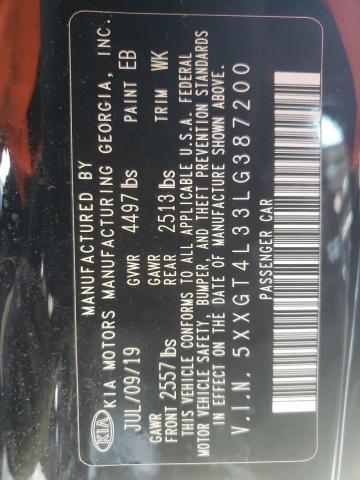 KIA
MANUFACTURED BY
KIA MOTORS MANUFACTURING GEORGIA, INC.
JUL/09/19 GVWR 4497 lbs PAINT EB
GAWR FRONT 2557 lbs GAWR REAR 2513 lbs TRIM WK
THIS VEHICLE CONFORMS TO ALL APPLICABLE U.S.A. FEDERAL
MOTOR VEHICLE SAFETY, BUMPER, AND THEFT PREVENTION STANDARDS
IN EFFECT ON THE DATE OF MANUFACTURE SHOWN ABOVE.
V.I.N. 5XXGT4L33LG387200
PASSENGER CAR